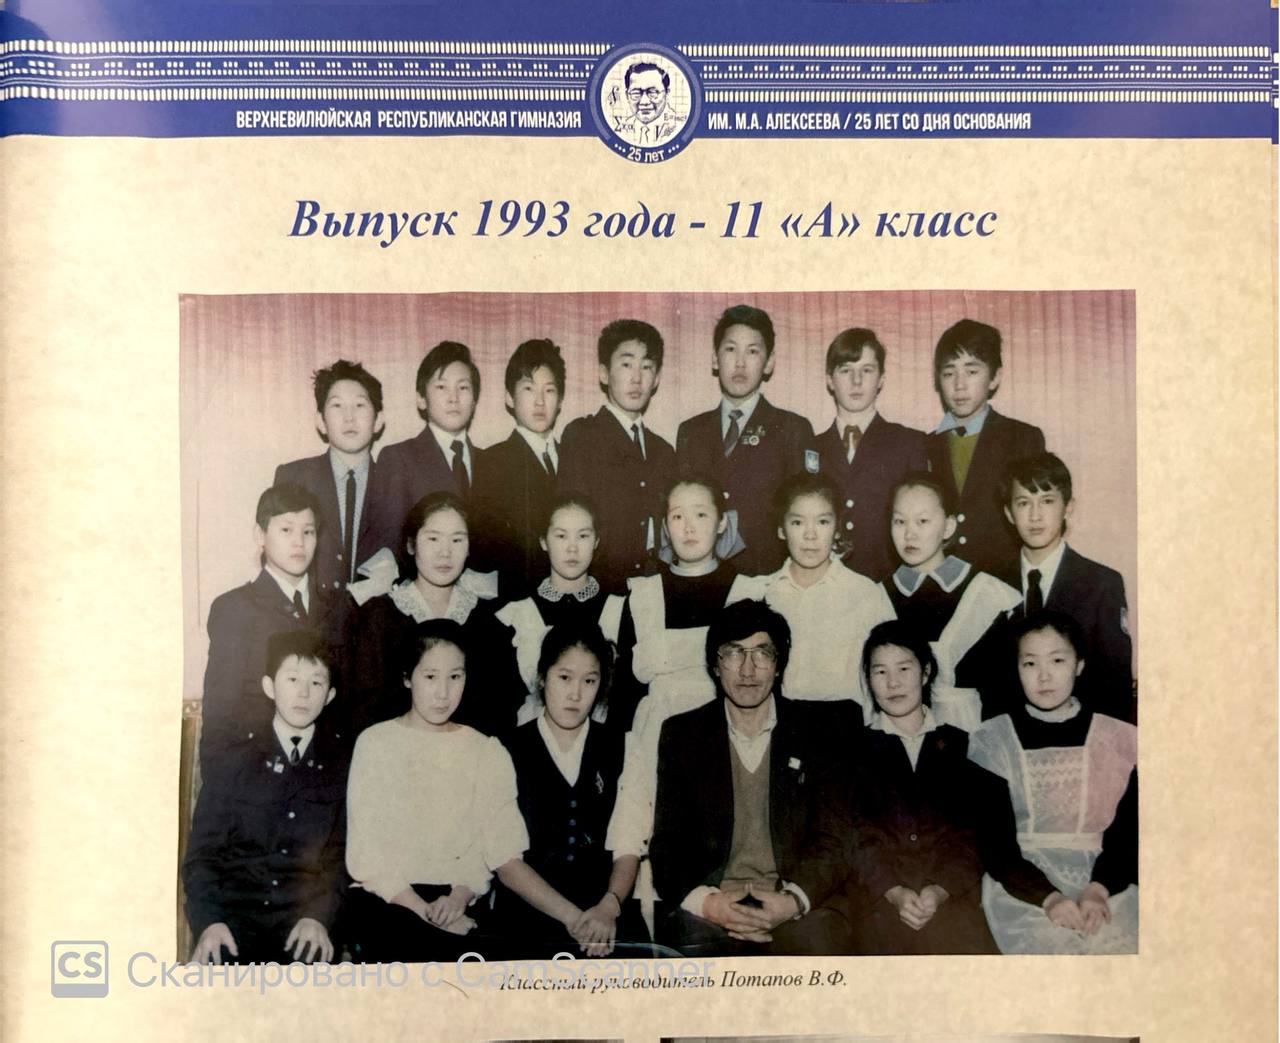 ВЕРХНЕВИЛЮЙСКАЯ РЕСПУБЛИКАНСКАЯ ГИМНАЗИЯ ИМ. М.А. АЛЕКСЕЕВА / 25 ЛЕТ СО ДНЯ ОСНОВАНИЯ
... 25 лет ...
Выпуск 1993 года - 11 «А» класс
Классный руководитель Потапов В.Ф.
CS Сканировано с CamScanner